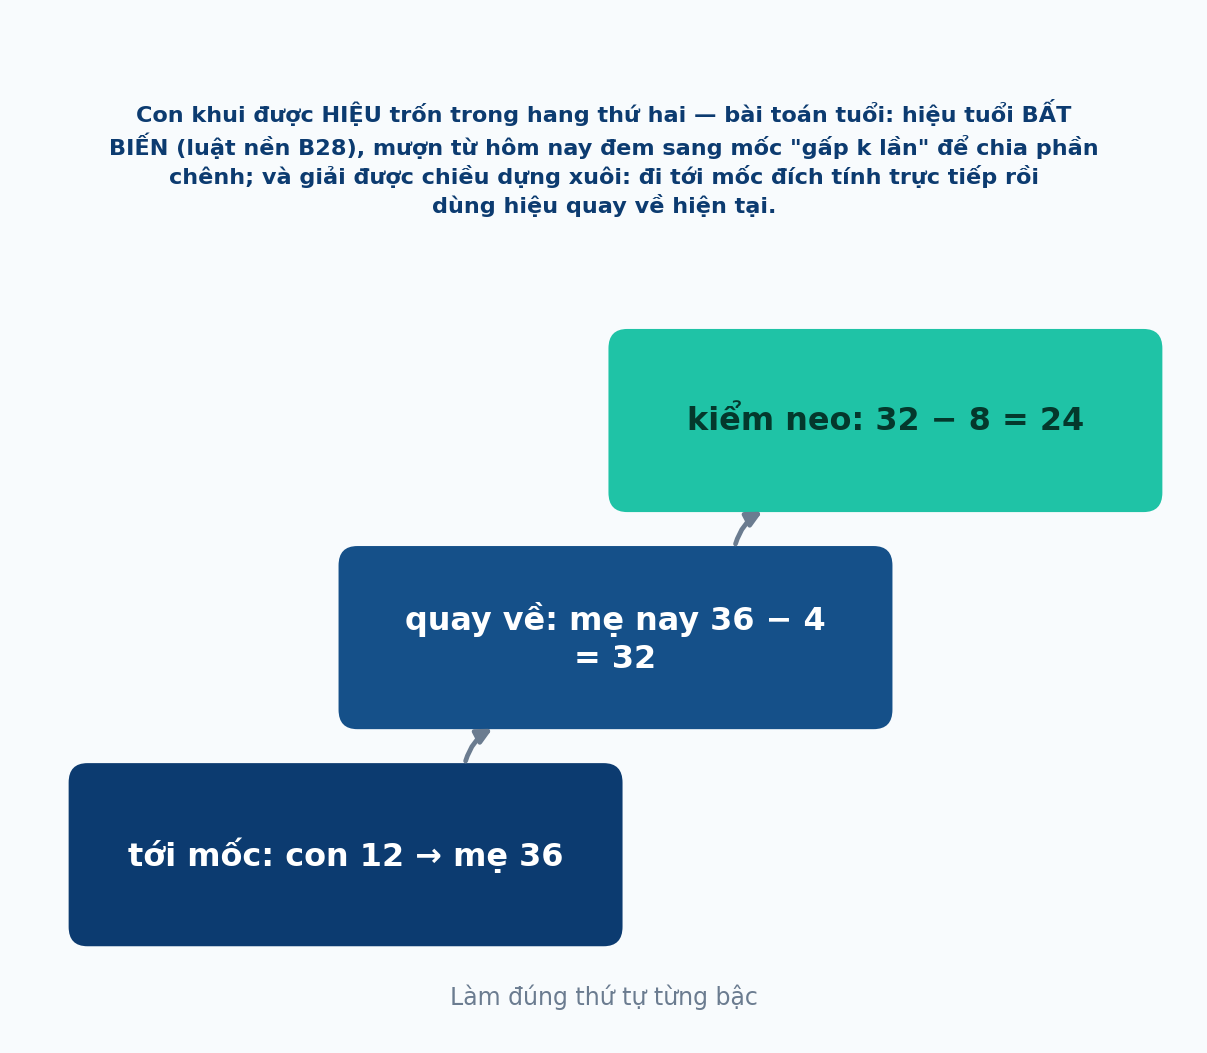 Con khui được HIỆU trốn trong hang thứ hai — bài toán tuổi: hiệu tuổi BẤT
BIẾN (luật nền B28), mượn từ hôm nay đem sang mốc "gấp k lần" để chia phần
chênh; và giải được chiều dựng xuôi: đi tới mốc đích tính trực tiếp rồi
dùng hiệu quay về hiện tại.
kiểm neo: 32 − 8 = 24
quay về: mẹ nay 36 − 4
= 32
tới mốc: con 12 → mẹ 36
Làm đúng thứ tự từng bậc